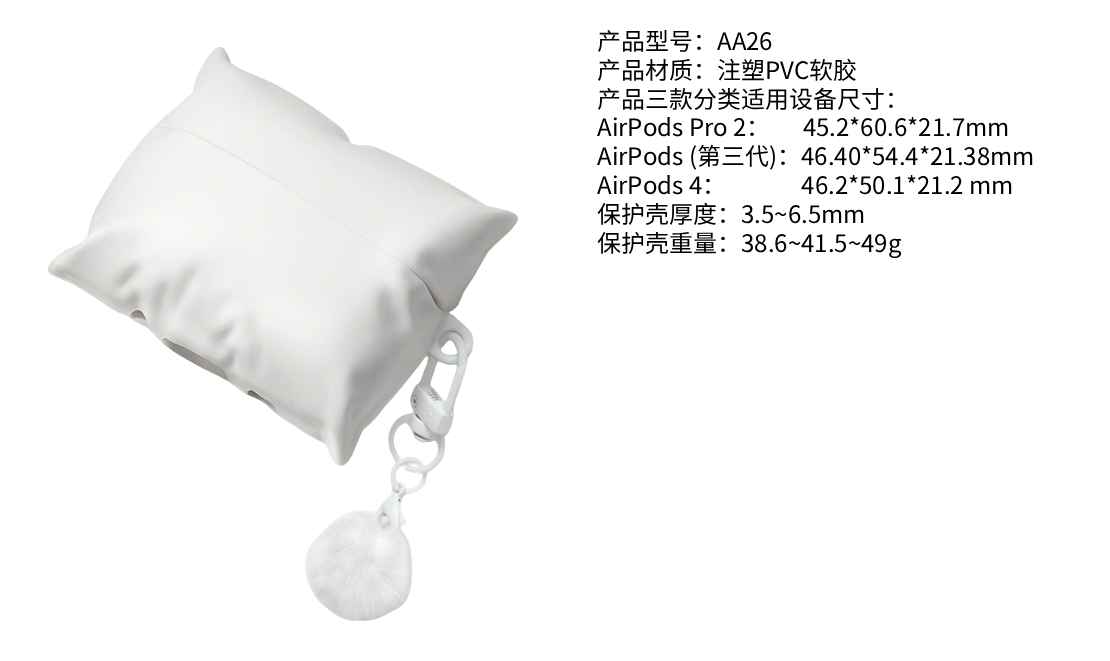 产品型号：AA26
产品材质：注塑PVC软胶
产品三款分类适用设备尺寸：
AirPods Pro 2：     45.2*60.6*21.7mm
AirPods (第三代)：46.40*54.4*21.38mm
AirPods 4：          46.2*50.1*21.2 mm
保护壳厚度：3.5~6.5mm
保护壳重量：38.6~41.5~49g